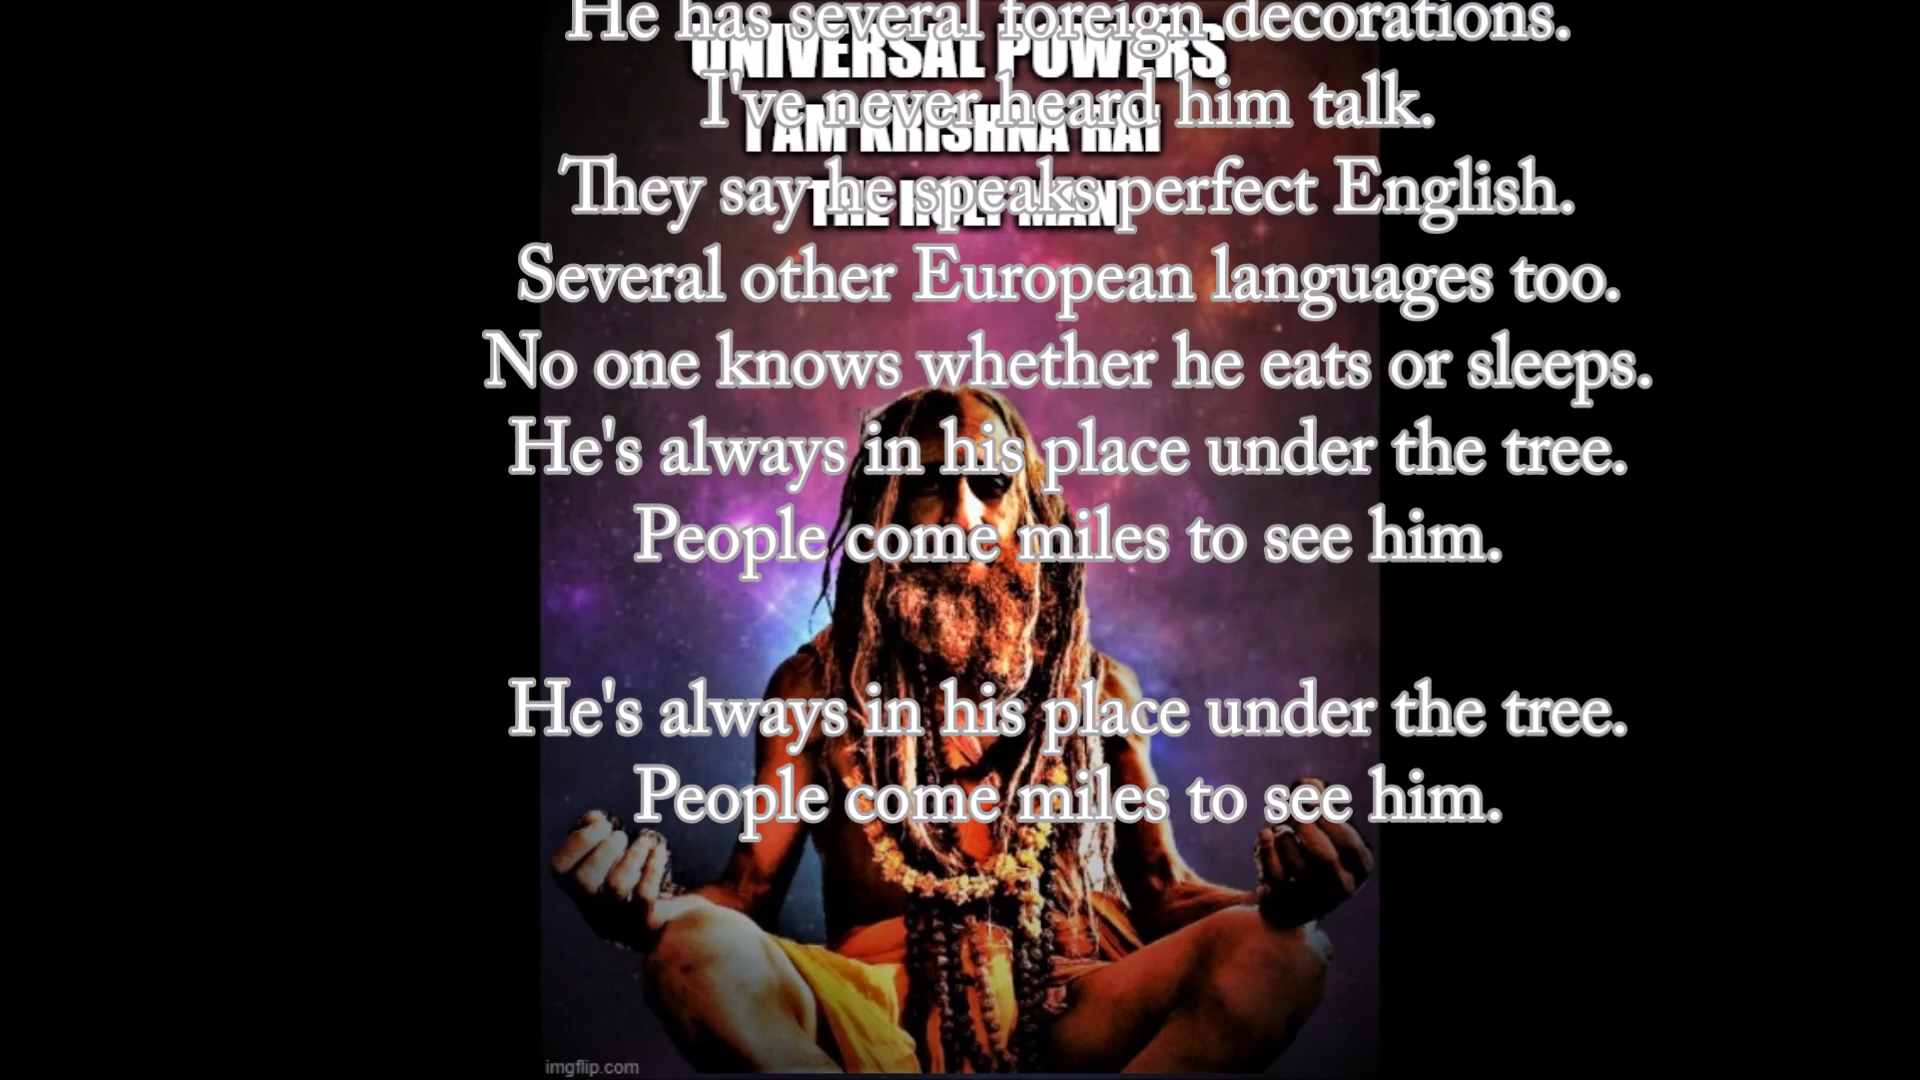 He has several foreign decorations.
UNIVERSAL POWERS
I've never heard him talk.
I AM KRISHNA RAI
They say he speaks perfect English.
THE HOLY MAN
Several other European languages too.
No one knows whether he eats or sleeps.
He's always in his place under the tree.
People come miles to see him.
He's always in his place under the tree.
People come miles to see him.
imgflip.com